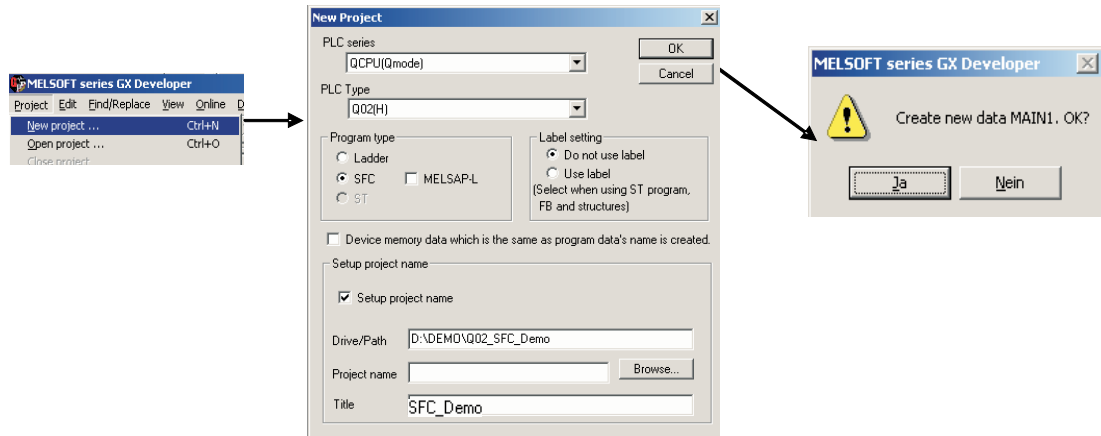 MELSOFT series GX Developer
Project Edit Find/Replace View Online D
New project ... Ctrl+N
Open project ... Ctrl+O
Close project
New Project
PLC series
QCPU(Qmode)
OK
Cancel
PLC Type
Q02(H)
Program type
Ladder
SFC MELSAP-L
ST
Label setting
Do not use label
Use label
(Select when using ST program,
FB and structures)
Device memory data which is the same as program data's name is created.
Setup project name
Setup project name
Drive/Path D:\DEMO\Q02_SFC_Demo
Project name Browse...
Title SFC_Demo
MELSOFT series GX Developer
Create new data MAIN1. OK?
Ja Nein